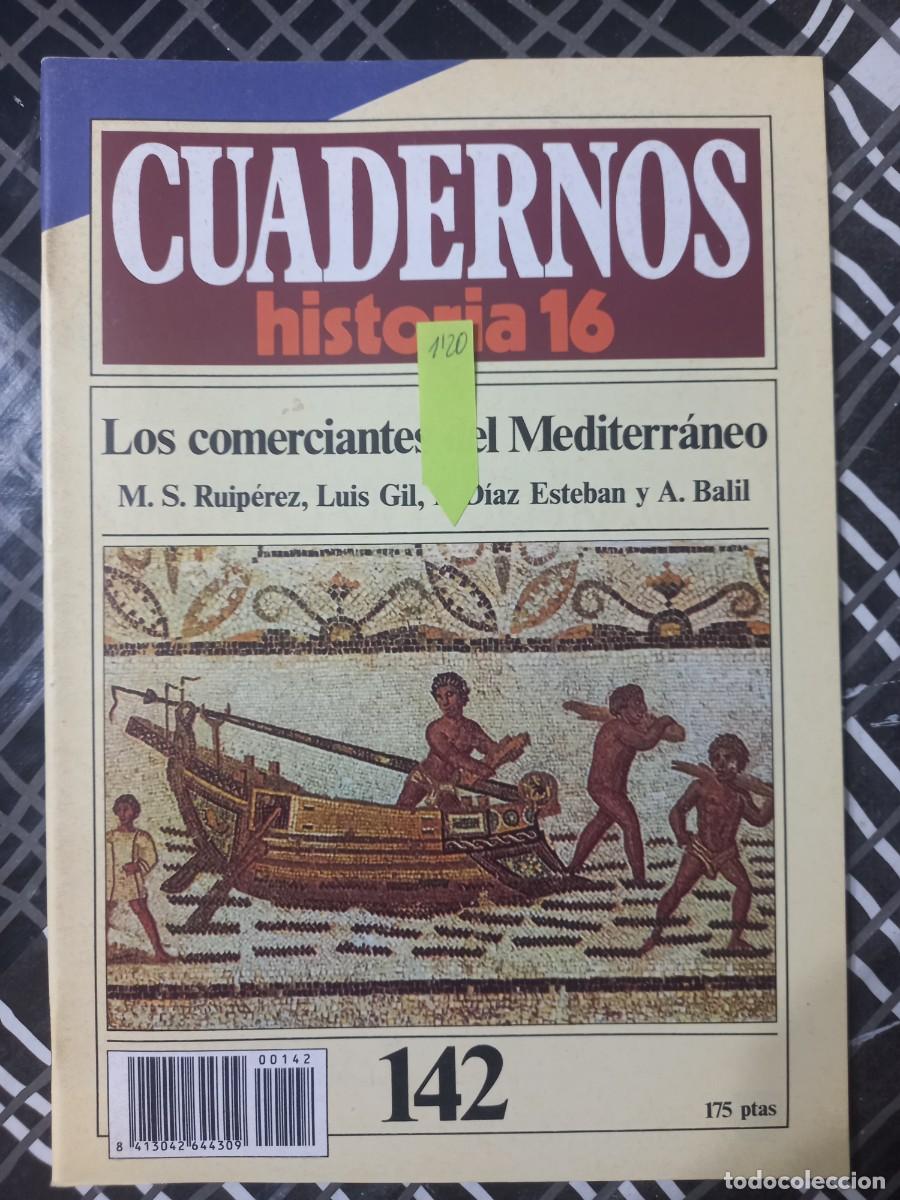 CUADERNOS
historia 16
1'20
Los comerciantes el Mediterráneo
M. S. Ruipérez, Luis Gil, Díaz Esteban y A. Balil
00142
8 413042 644309
142
175 ptas
todocoleccion